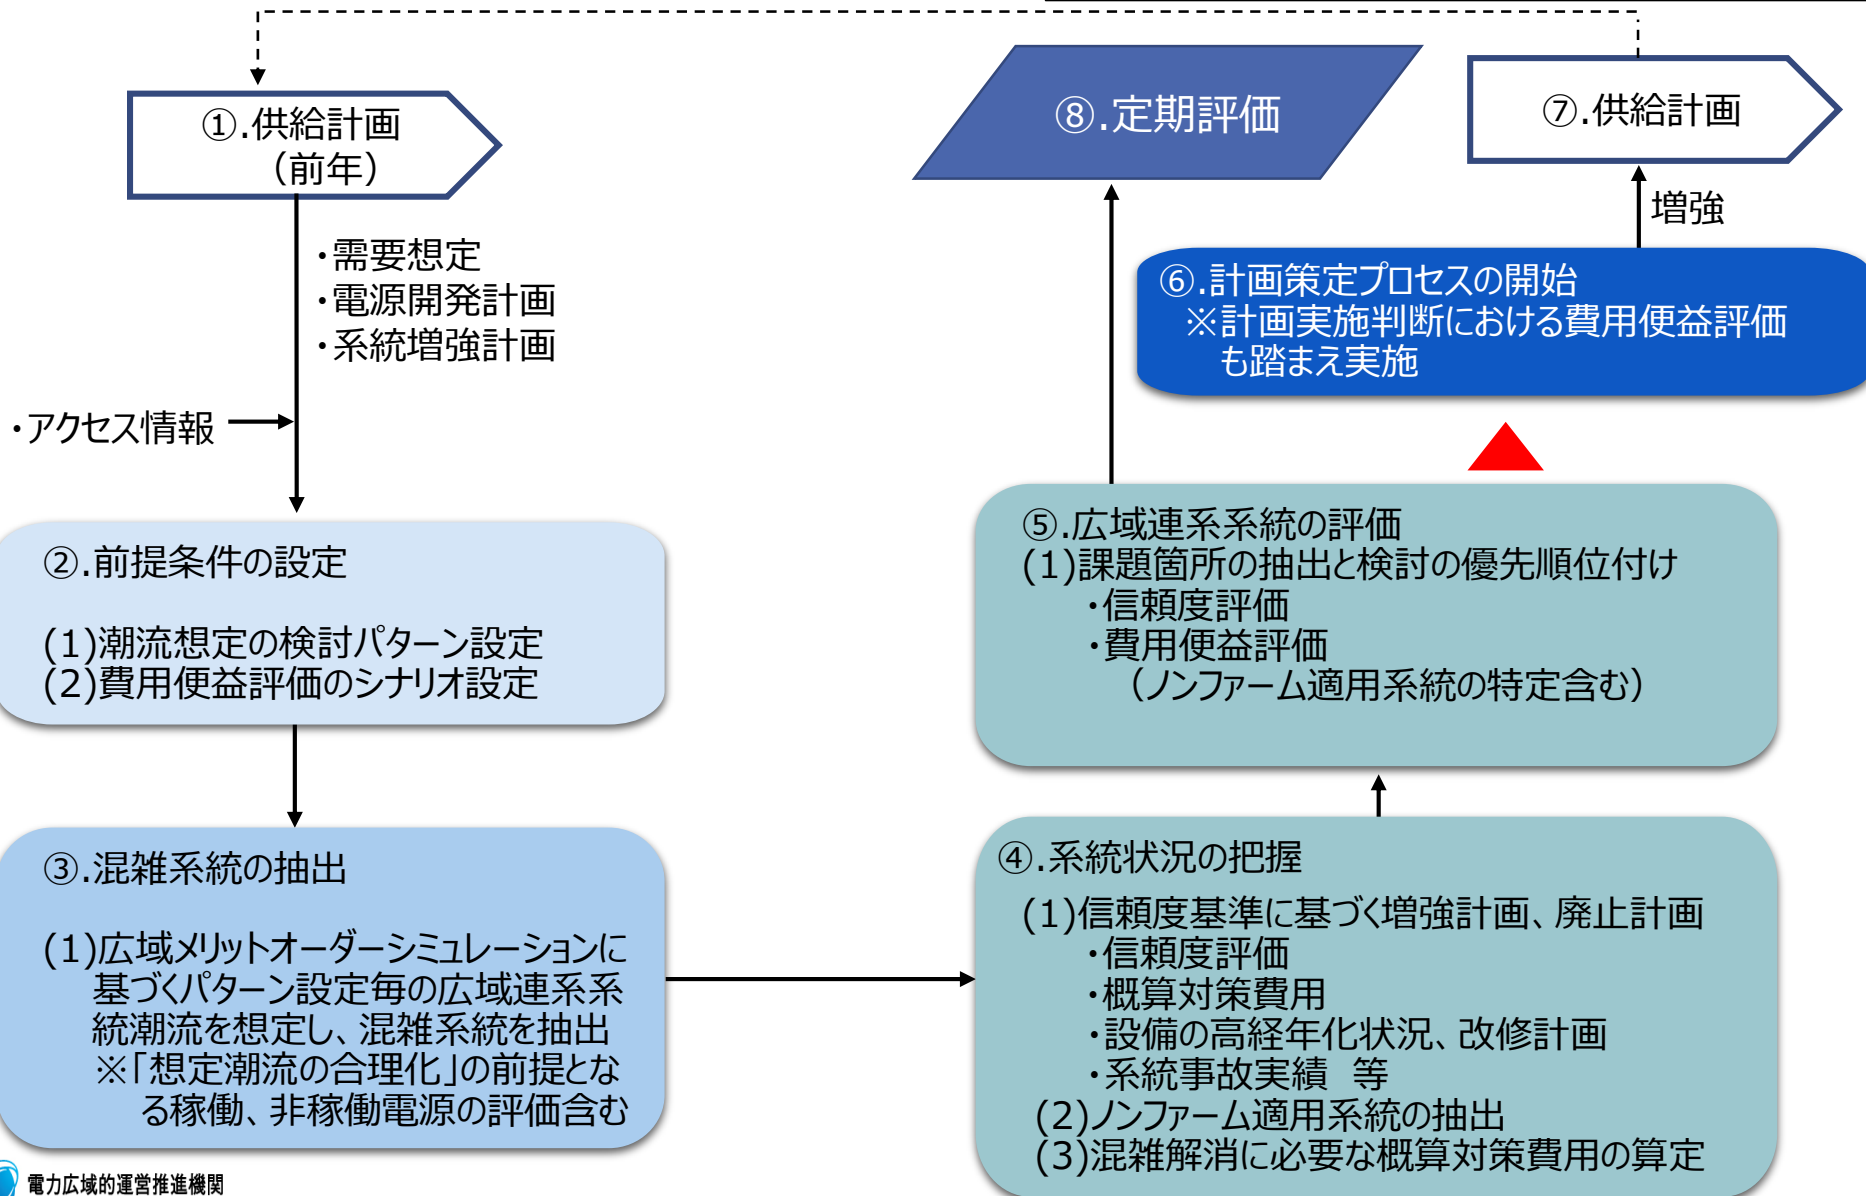 ①.供給計画
（前年）
・需要想定
・電源開発計画
・系統増強計画
・アクセス情報
②.前提条件の設定
(1)潮流想定の検討パターン設定
(2)費用便益評価のシナリオ設定
③.混雑系統の抽出
(1)広域メリットオーダーシミュレーションに
基づくパターン設定毎の広域連系系
統潮流を想定し、混雑系統を抽出
※「想定潮流の合理化」の前提とな
る稼働、非稼働電源の評価含む
④.系統状況の把握
(1)信頼度基準に基づく増強計画、廃止計画
・信頼度評価
・概算対策費用
・設備の高経年化状況、改修計画
・系統事故実績　等
(2)ノンファーム適用系統の抽出
(3)混雑解消に必要な概算対策費用の算定
⑤.広域連系系統の評価
(1)課題箇所の抽出と検討の優先順位付け
・信頼度評価
・費用便益評価
（ノンファーム適用系統の特定含む）
⑥.計画策定プロセスの開始
※計画実施判断における費用便益評価
も踏まえ実施
増強
⑦.供給計画
⑧.定期評価
電力広域的運営推進機関